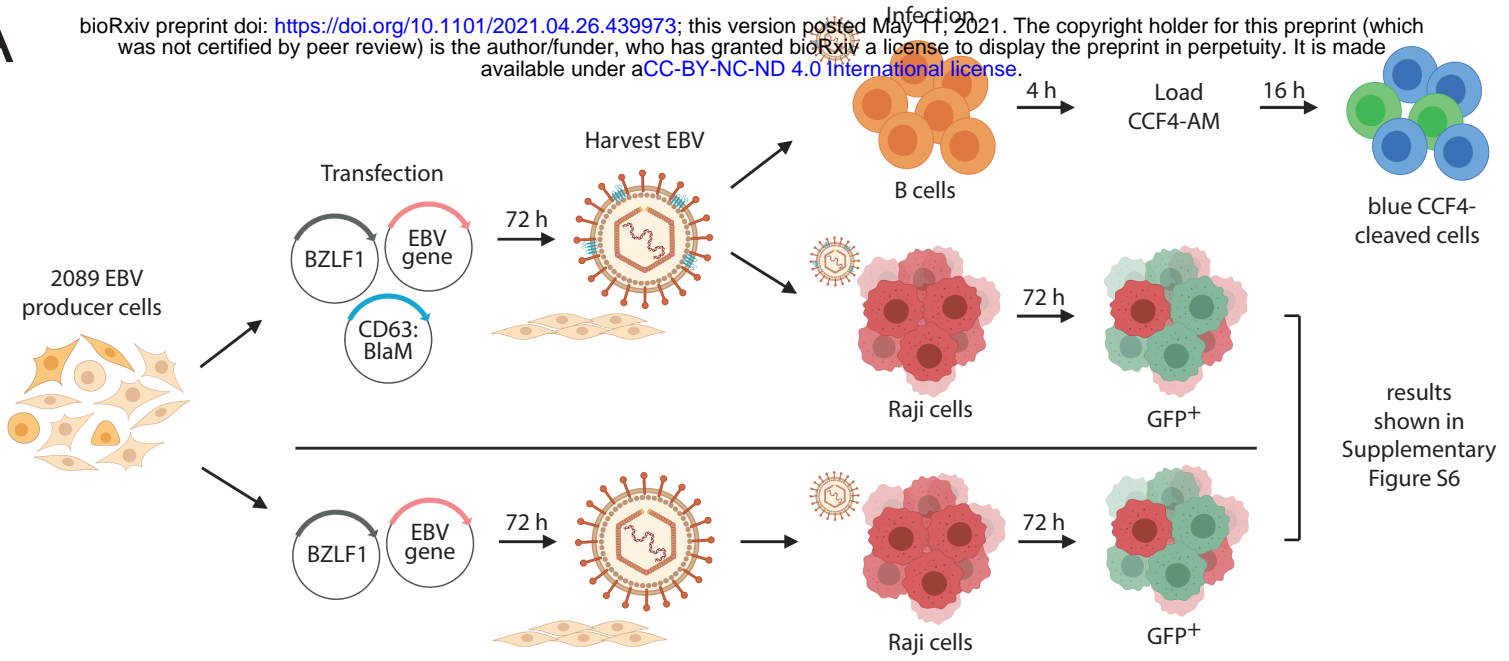 A
bioRxiv preprint doi: https://doi.org/10.1101/2021.04.26.439973; this version posted May 11, 2021. The copyright holder for this preprint (which
was not certified by peer review) is the author/funder, who has granted bioRxiv a license to display the preprint in perpetuity. It is made
available under aCC-BY-NC-ND 4.0 International license.
Infection
4 h
Load
CCF4-AM
16 h
B cells
blue CCF4-
cleaved cells
Harvest EBV
Transfection
BZLF1
EBV
gene
CD63:
BlaM
72 h
2089 EBV
producer cells
Raji cells
72 h
GFP+
results
shown in
Supplementary
Figure S6
BZLF1
EBV
gene
72 h
Raji cells
72 h
GFP+